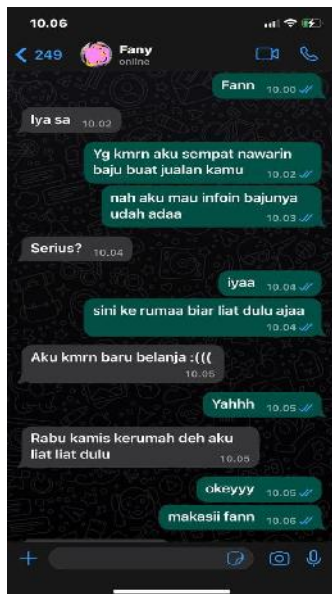 10.06
249
Fany
online
Fann 10.00
Iya sa 10.02
Yg kmrn aku sempat nawarin
baju buat jualan kamu 10.02
nah aku mau infoin bajunya
udah adaa 10.03
Serius? 10.04
iyaa 10.04
sini ke rumaa biar liat dulu ajaa
10.04
Aku kmrn baru belanja :(((
10.05
Yahhh 10.05
Rabu kamis kerumah deh aku
liat liat dulu 10.05
okeyyy 10.05
makasii fann 10.06